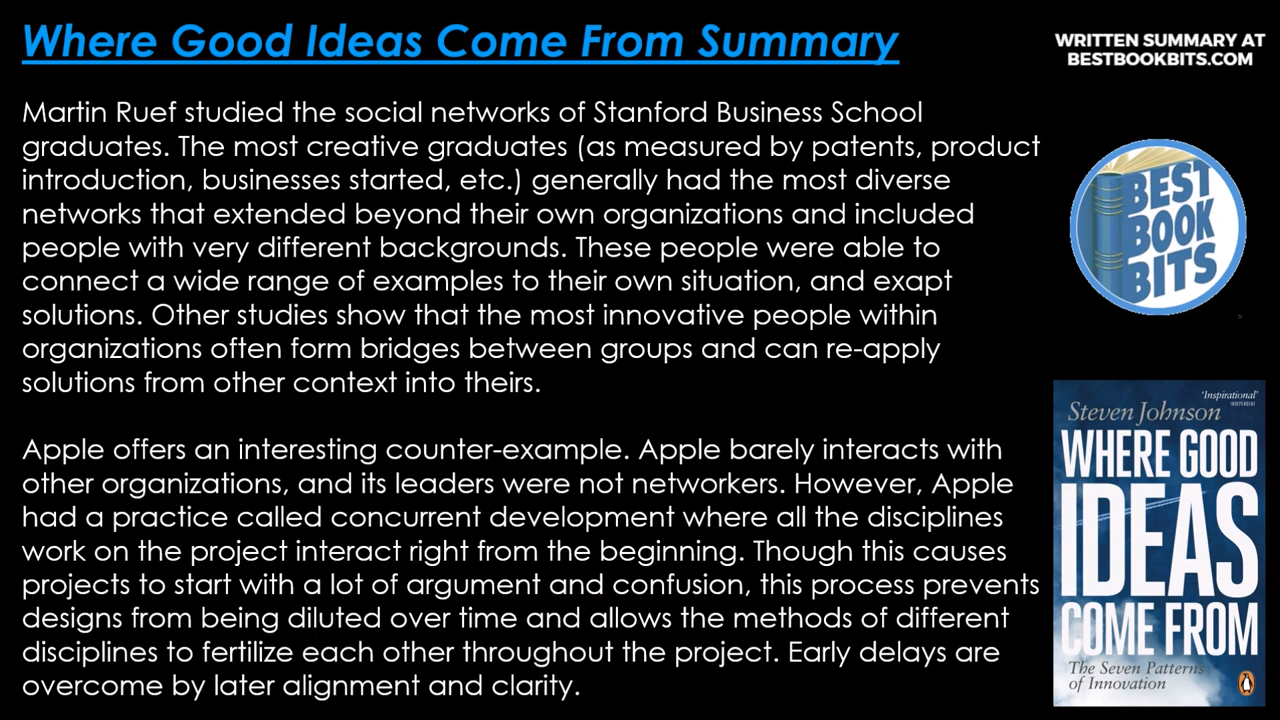 Where Good Ideas Come From Summary
WRITTEN SUMMARY AT
BESTBOOKBITS.COM
Martin Ruef studied the social networks of Stanford Business School
graduates. The most creative graduates (as measured by patents, product
introduction, businesses started, etc.) generally had the most diverse
networks that extended beyond their own organizations and included
people with very different backgrounds. These people were able to
connect a wide range of examples to their own situation, and exapt
solutions. Other studies show that the most innovative people within
organizations often form bridges between groups and can re-apply
solutions from other context into theirs.
Apple offers an interesting counter-example. Apple barely interacts with
other organizations, and its leaders were not networkers. However, Apple
had a practice called concurrent development where all the disciplines
work on the project interact right from the beginning. Though this causes
projects to start with a lot of argument and confusion, this process prevents
designs from being diluted over time and allows the methods of different
disciplines to fertilize each other throughout the project. Early delays are
overcome by later alignment and clarity.
BEST
BOOK
BITS
'Inspirational'
INDEPENDENT
Steven Johnson
WHERE GOOD
IDEAS
COME FROM
The Seven Patterns
of Innovation